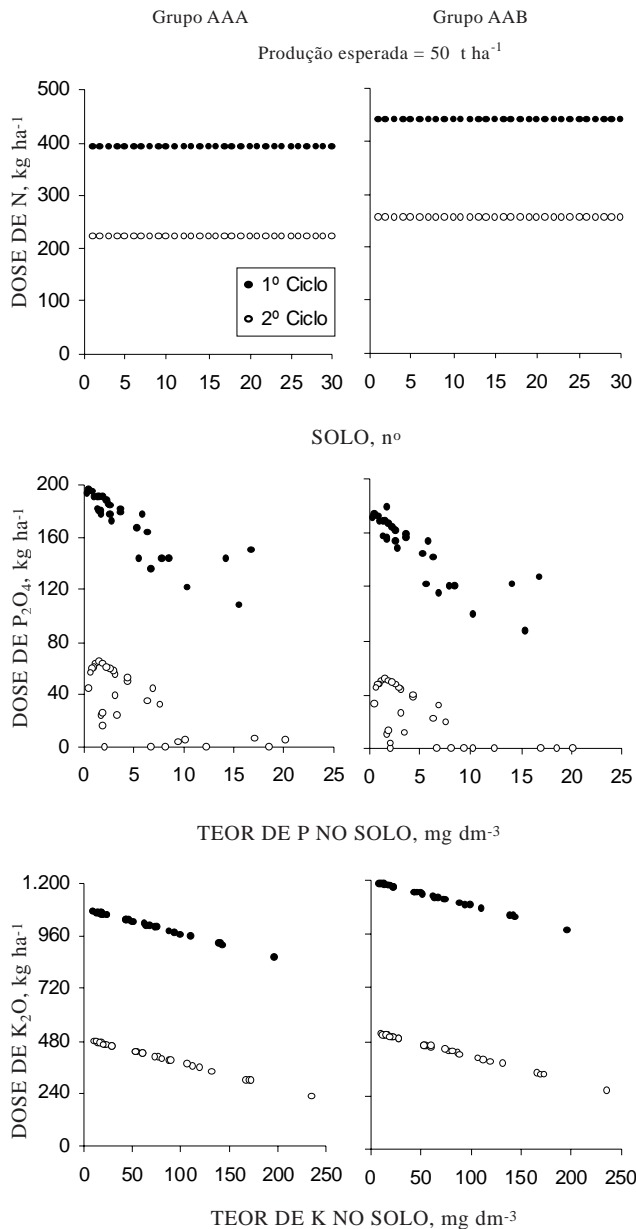 Grupo AAA
Grupo AAB
Produção esperada = 50 t ha-1
DOSE DE N, kg ha-1
500
400
300
200
100
0
1º Ciclo
2º Ciclo
0 5 10 15 20 25 30
0 5 10 15 20 25 30
SOLO, nº
DOSE DE P2O4, kg ha-1
200
160
120
80
40
0
0 5 10 15 20 25
0 5 10 15 20 25
TEOR DE P NO SOLO, mg dm-3
DOSE DE K2O, kg ha-1
1.200
960
720
480
240
0
0 50 100 150 200 250
0 50 100 150 200 250
TEOR DE K NO SOLO, mg dm-3